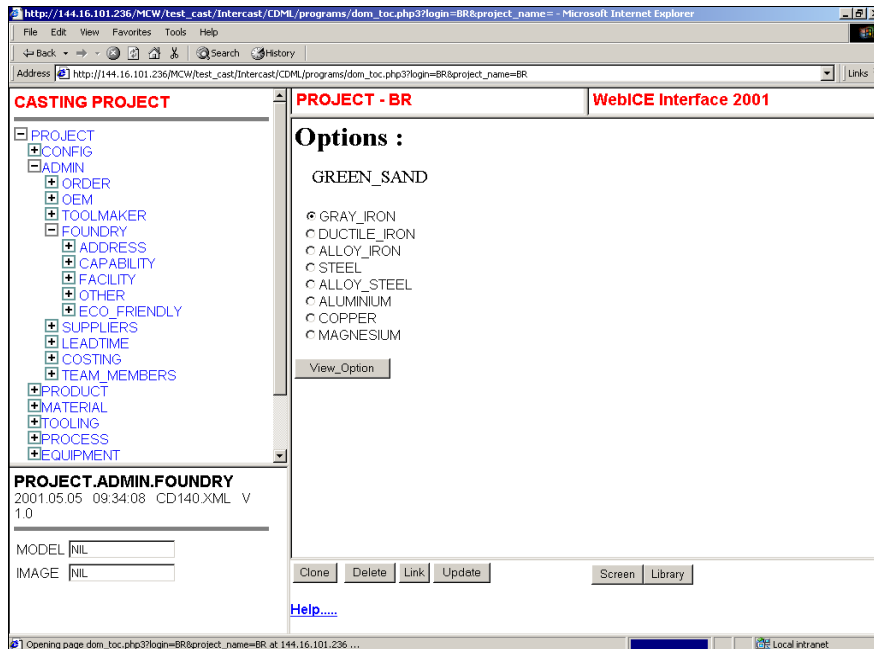 http://144.16.101.236/MCW/test_cast/Intercast/CDML/programs/dom_toc.php3?login=BR&project_name= - Microsoft Internet Explorer
File Edit View Favorites Tools Help
Back Search History
Address http://144.16.101.236/MCW/test_cast/Intercast/CDML/programs/dom_toc.php3?login=BR&project_name=BR Links
CASTING PROJECT
PROJECT
CONFIG
ADMIN
ORDER
OEM
TOOLMAKER
FOUNDRY
ADDRESS
CAPABILITY
FACILITY
OTHER
ECO_FRIENDLY
SUPPLIERS
LEADTIME
COSTING
TEAM_MEMBERS
PRODUCT
MATERIAL
TOOLING
PROCESS
EQUIPMENT
PROJECT.ADMIN.FOUNDRY
2001.05.05 09:34:08 CD140.XML V
1.0
MODEL NIL
IMAGE NIL
PROJECT - BR WebICE Interface 2001
Options :
GREEN_SAND
GRAY_IRON
DUCTILE_IRON
ALLOY_IRON
STEEL
ALLOY_STEEL
ALUMINIUM
COPPER
MAGNESIUM
View_Option
Clone Delete Link Update Screen Library
Help.....
Opening page dom_toc.php3?login=BR&project_name=BR at 144.16.101.236 ... Local intranet